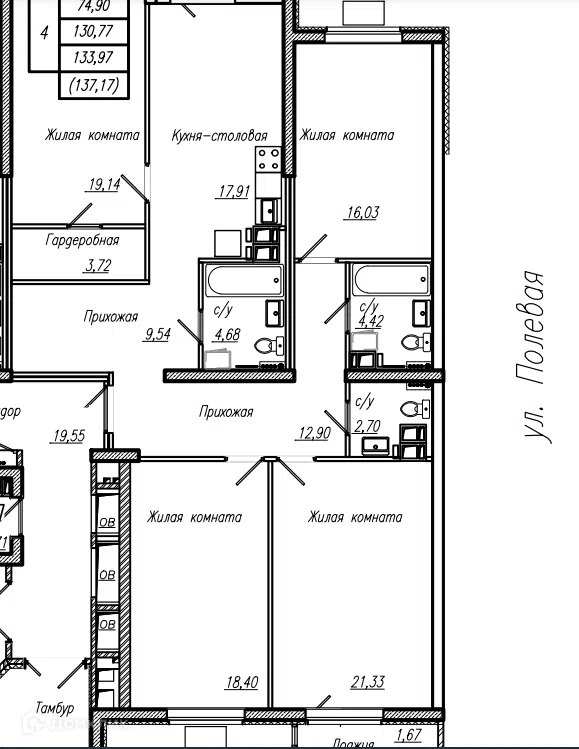 4
74,90
130,77
133,97
(137,17)
Жилая комната
19,14
Кухня-столовая
17,91
Жилая комната
16,03
Гардеробная
3,72
Прихожая
9,54
с/у
4,68
с/у
4,42
ул. Полевая
19,55
Прихожая
12,90
с/у
2,70
Жилая комната
18,40
Жилая комната
21,33
ОВ
ОВ
ОВ
Тамбур
Лоджия
1,67